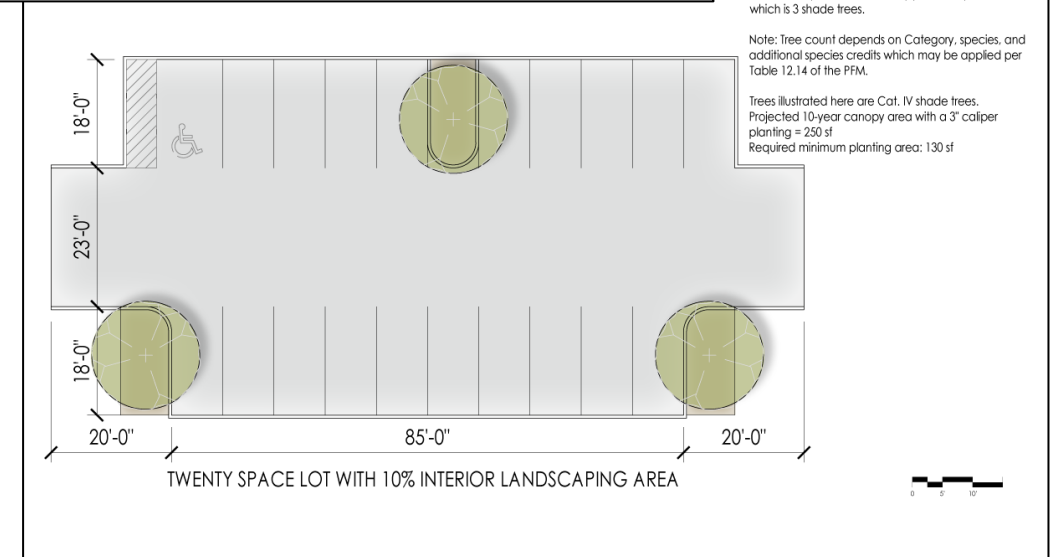 which is 3 shade trees.
Note: Tree count depends on Category, species, and
additional species credits which may be applied per
Table 12.14 of the PFM.
Trees illustrated here are Cat. IV shade trees.
Projected 10-year canopy area with a 3" caliper
planting = 250 sf
Required minimum planting area: 130 sf
18'-0"
23'-0"
18'-0"
20'-0" 85'-0" 20'-0"
TWENTY SPACE LOT WITH 10% INTERIOR LANDSCAPING AREA
0 5' 10'